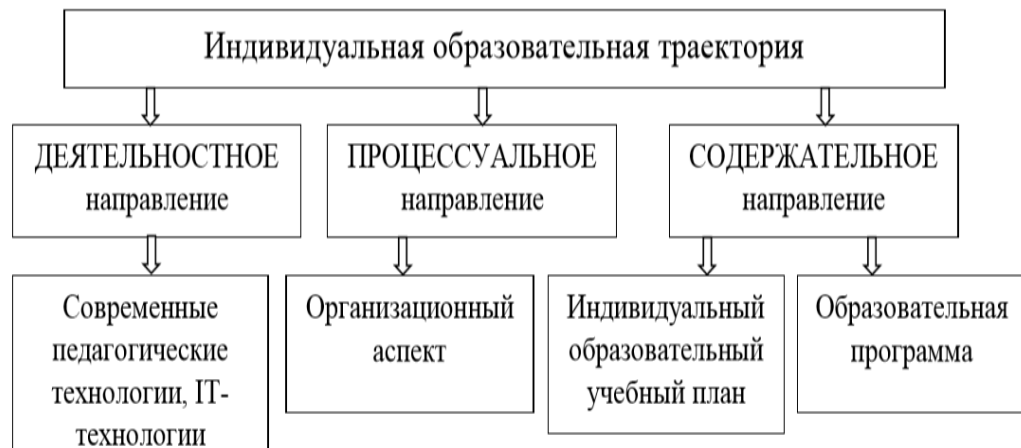 Индивидуальная образовательная траектория
ДЕЯТЕЛЬНОСТНОЕ
направление
ПРОЦЕССУАЛЬНОЕ
направление
СОДЕРЖАТЕЛЬНОЕ
направление
Современные
педагогические
технологии, IT-
технологии
Организационный
аспект
Индивидуальный
образовательный
учебный план
Образовательная
программа